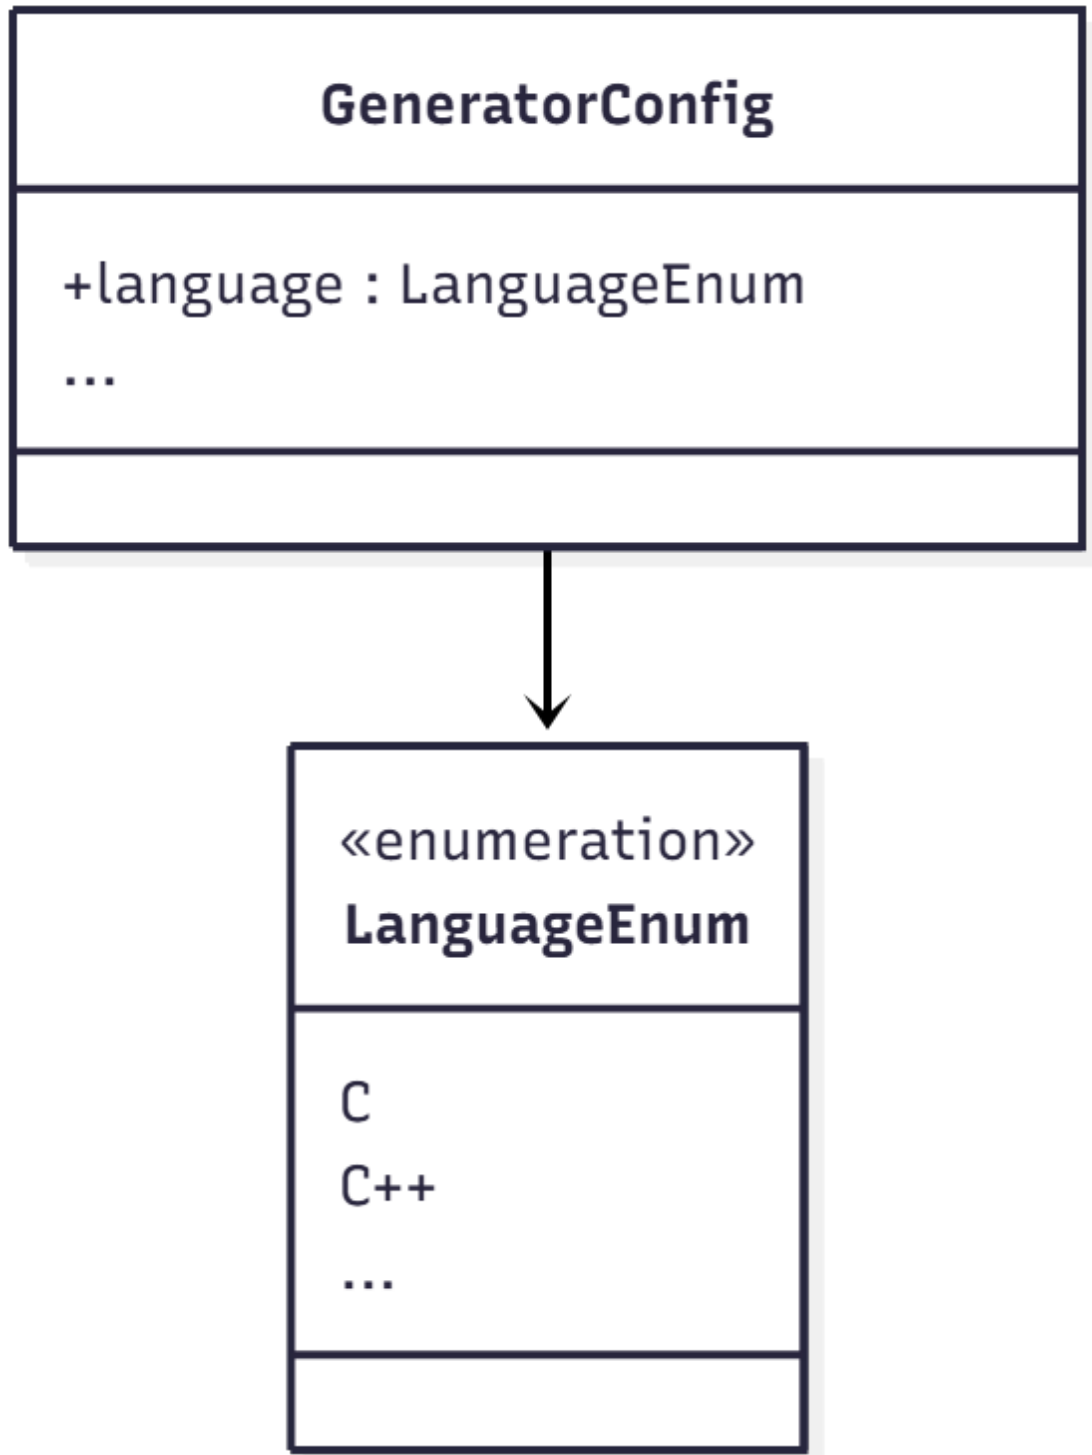 GeneratorConfig
+language : LanguageEnum
...
«enumeration»
LanguageEnum
C
C++
...